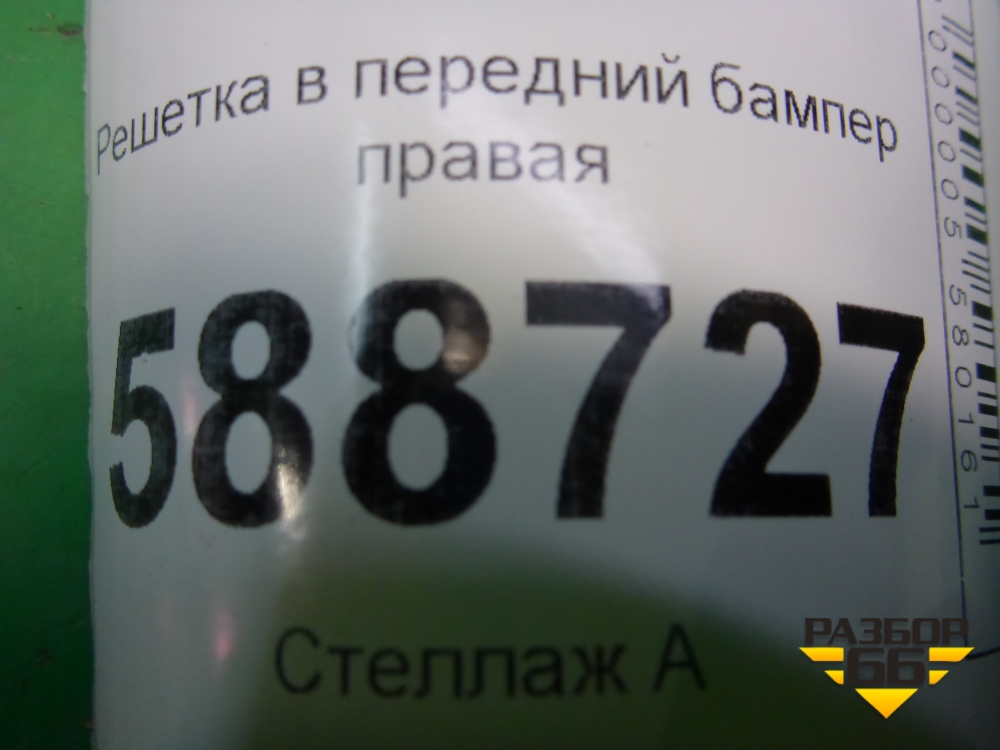 Решетка в передний бампер
правая
588727
Стеллаж А
РАЗБОР
66